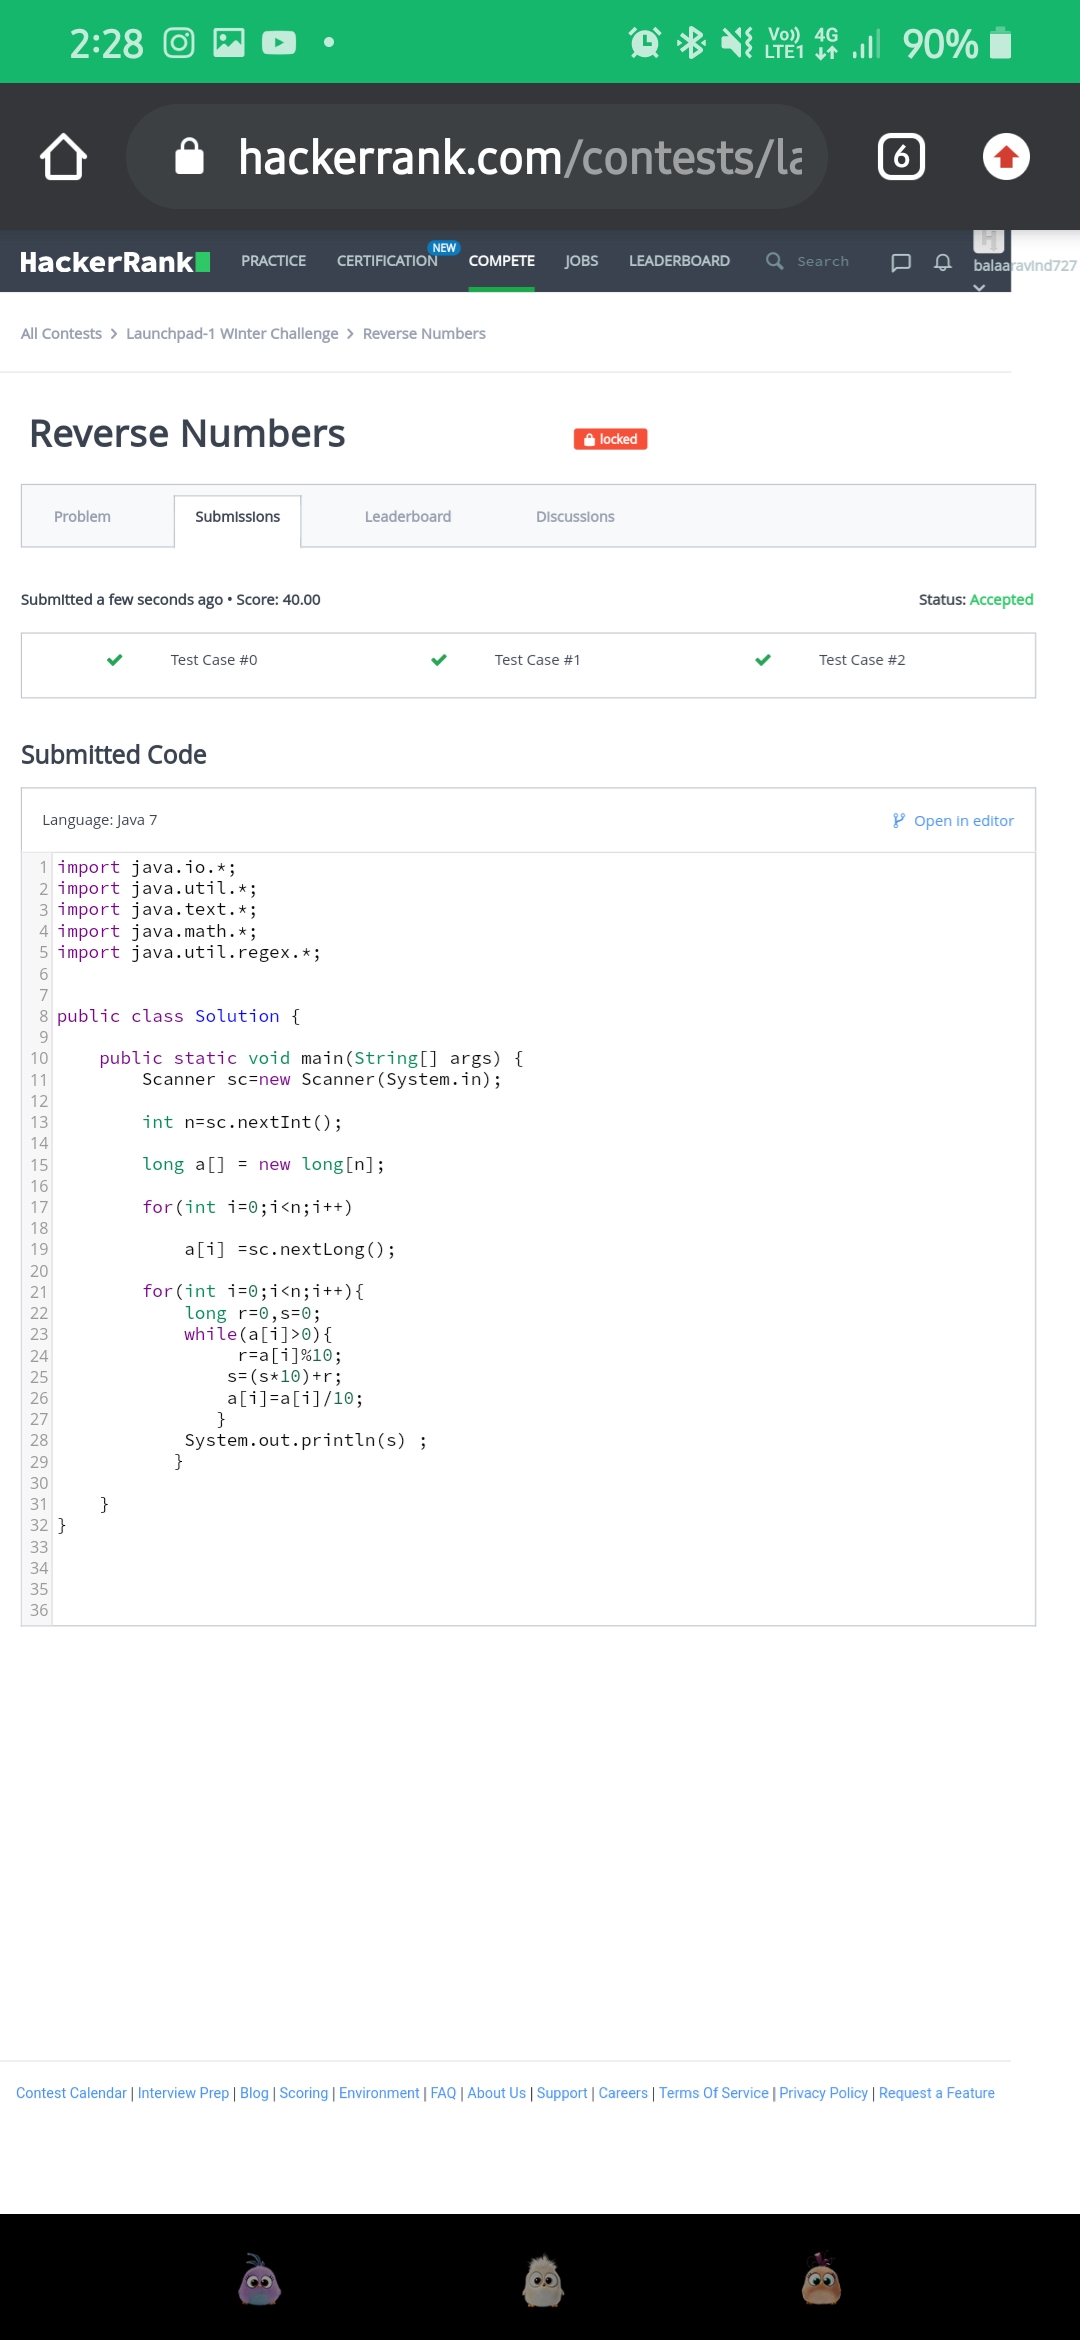 2:28
Vo)) 4G
LTE1
90%
hackerrank.com/contests/la
6
HackerRank
PRACTICE CERTIFICATION NEW COMPETE JOBS LEADERBOARD Search
balaaravind727
All Contests > Launchpad-1 Winter Challenge > Reverse Numbers
Reverse Numbers
locked
Problem Submissions Leaderboard Discussions
Submitted a few seconds ago • Score: 40.00 Status: Accepted
Test Case #0 Test Case #1 Test Case #2
Submitted Code
Language: Java 7 Open in editor
1 import java.io.*;
2 import java.util.*;
3 import java.text.*;
4 import java.math.*;
5 import java.util.regex.*;
6
7
8 public class Solution {
9
10     public static void main(String[] args) {
11         Scanner sc=new Scanner(System.in);
12
13         int n=sc.nextInt();
14
15         long a[] = new long[n];
16
17         for(int i=0;i<n;i++)
18
19             a[i] =sc.nextLong();
20
21         for(int i=0;i<n;i++){
22             long r=0,s=0;
23             while(a[i]>0){
24                  r=a[i]%10;
25                 s=(s*10)+r;
26                 a[i]=a[i]/10;
27                }
28             System.out.println(s) ;
29            }
30
31     }
32 }
33
34
35
36
Contest Calendar | Interview Prep | Blog | Scoring | Environment | FAQ | About Us | Support | Careers | Terms Of Service | Privacy Policy | Request a Feature